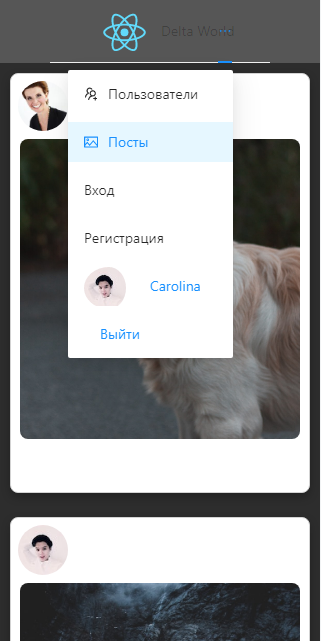 Delta World
Пользователи
Посты
Вход
Регистрация
Carolina
Выйти